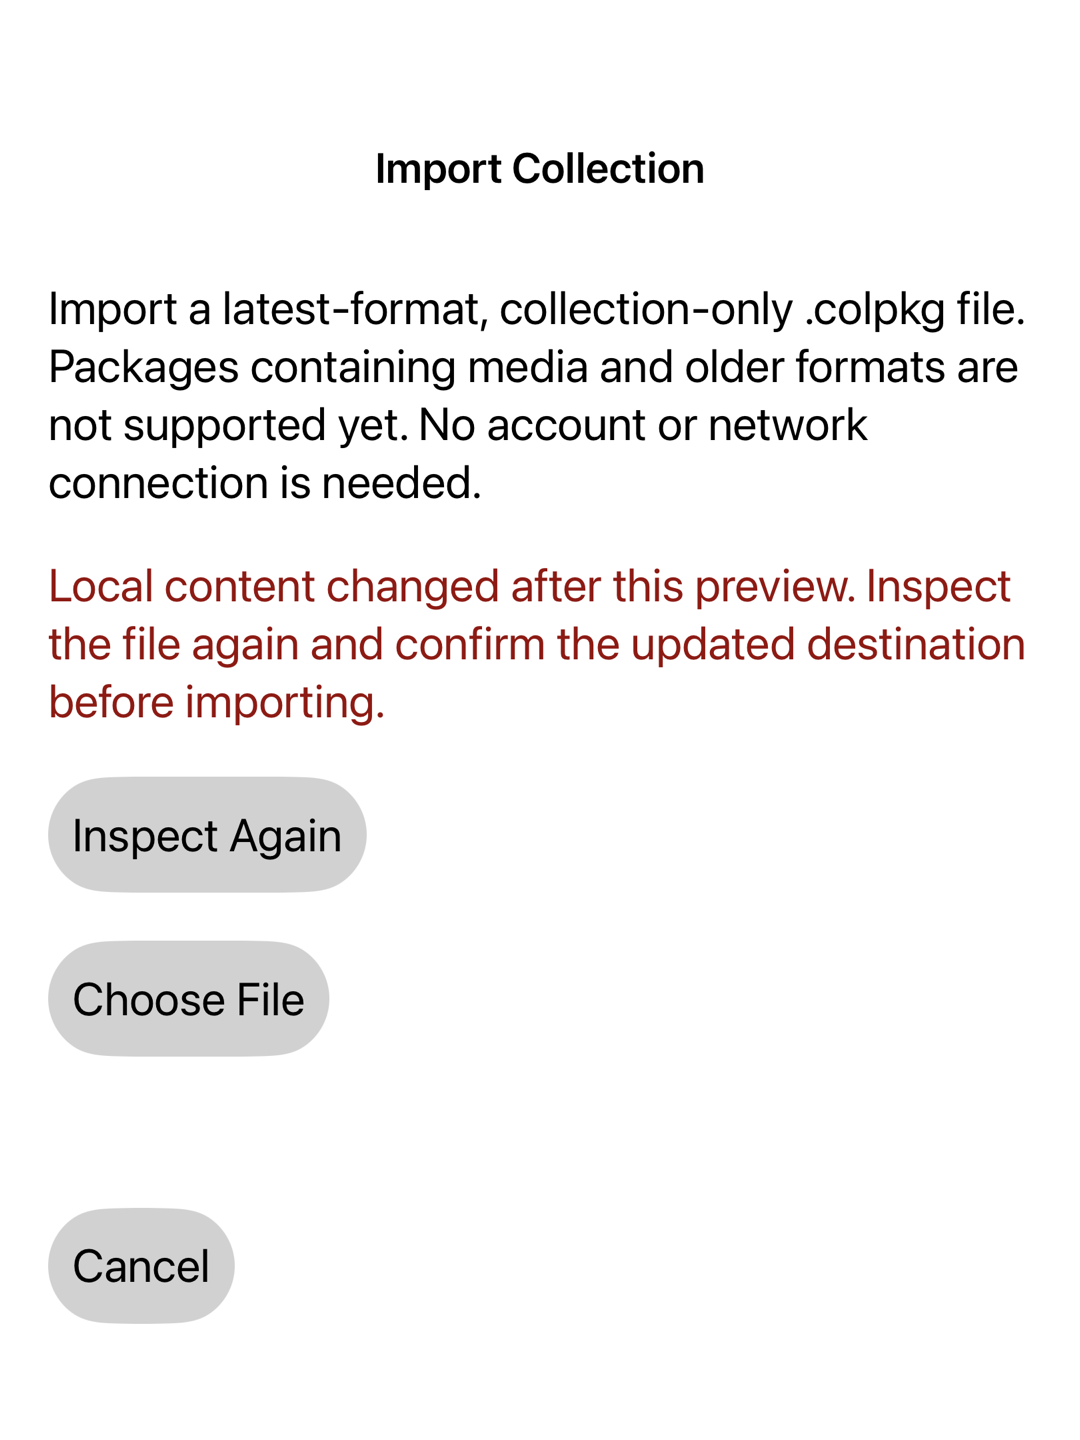 Import Collection
Import a latest-format, collection-only .colpkg file.
Packages containing media and older formats are
not supported yet. No account or network
connection is needed.
Local content changed after this preview. Inspect
the file again and confirm the updated destination
before importing.
Inspect Again
Choose File
Cancel